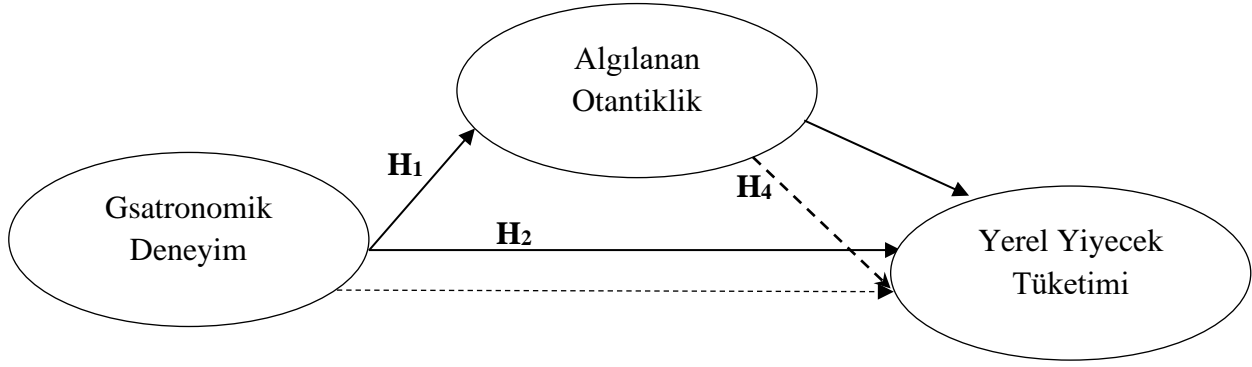 Algılanan
Otantiklik
H1
H4
Gsatronomik
Deneyim
H2
Yerel Yiyecek
Tüketimi